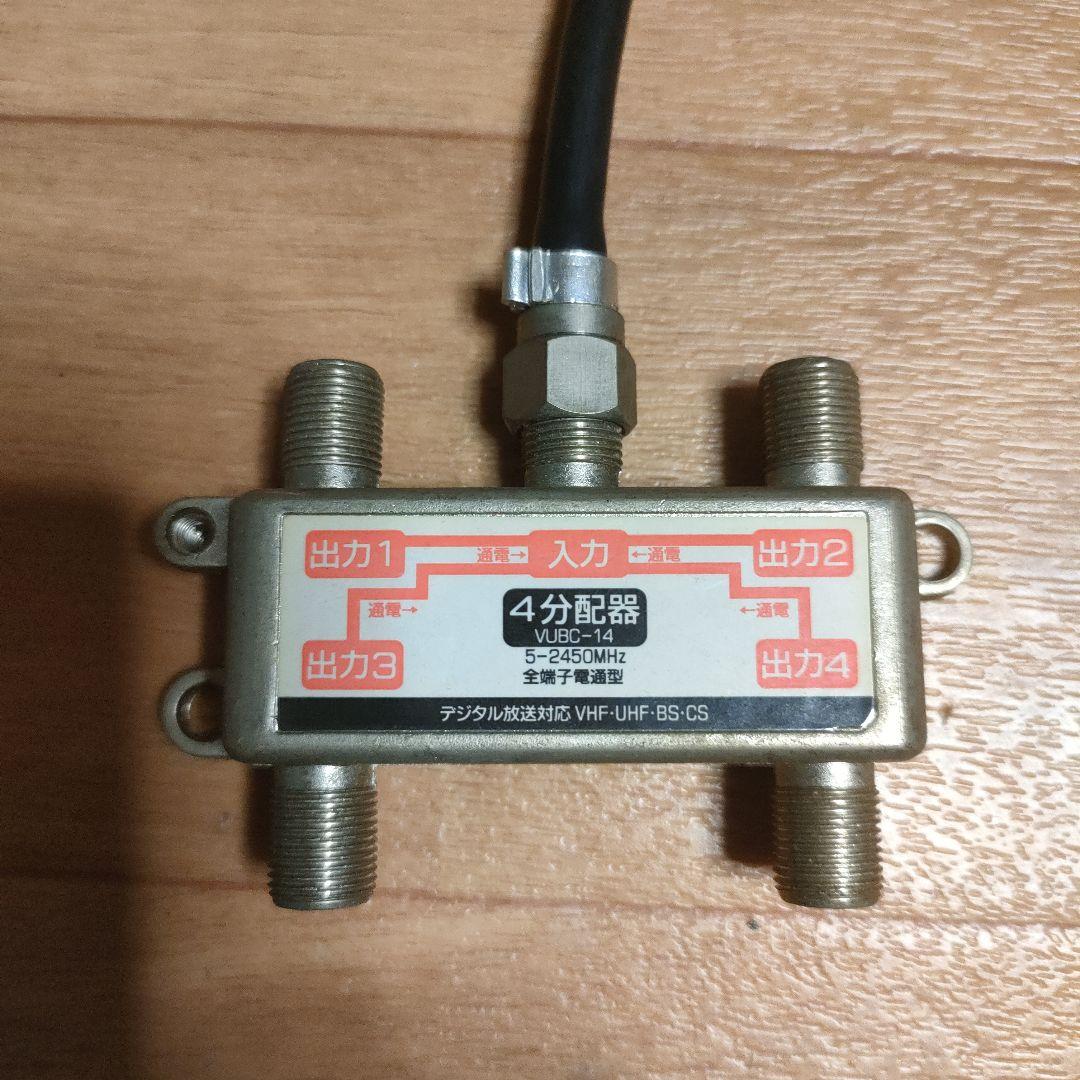 出力1 通電→ 入力 ←通電 出力2
通電→ 4分配器 ←通電
VUBC-14
出力3 5-2450MHz 出力4
全端子電通型
デジタル放送対応 VHF・UHF・BS・CS